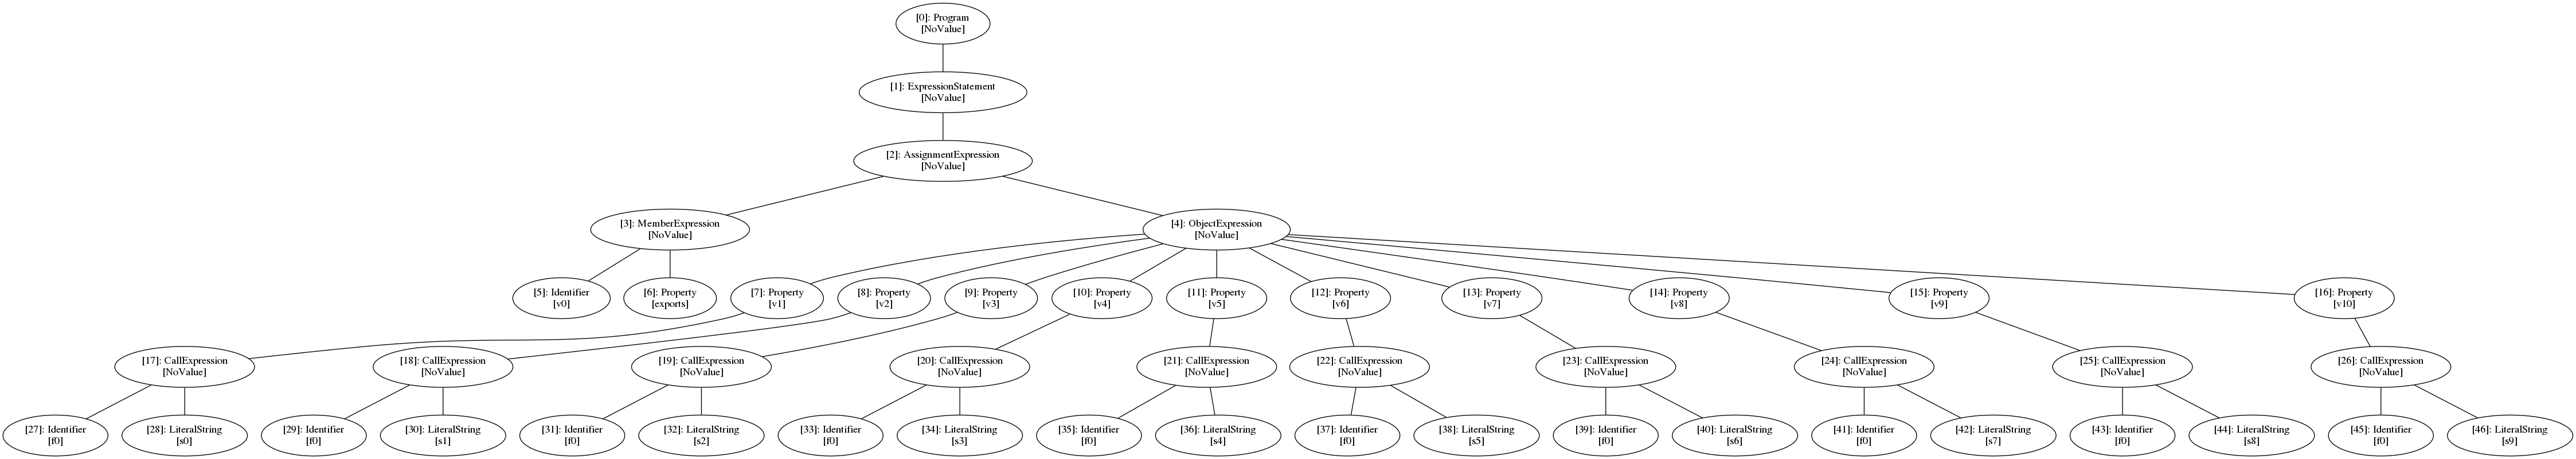 [0]: Program
[NoValue]
[1]: ExpressionStatement
[NoValue]
[2]: AssignmentExpression
[NoValue]
[3]: MemberExpression
[NoValue]
[4]: ObjectExpression
[NoValue]
[5]: Identifier
[v0]
[6]: Property
[exports]
[7]: Property
[v1]
[8]: Property
[v2]
[9]: Property
[v3]
[10]: Property
[v4]
[11]: Property
[v5]
[12]: Property
[v6]
[13]: Property
[v7]
[14]: Property
[v8]
[15]: Property
[v9]
[16]: Property
[v10]
[17]: CallExpression
[NoValue]
[18]: CallExpression
[NoValue]
[19]: CallExpression
[NoValue]
[20]: CallExpression
[NoValue]
[21]: CallExpression
[NoValue]
[22]: CallExpression
[NoValue]
[23]: CallExpression
[NoValue]
[24]: CallExpression
[NoValue]
[25]: CallExpression
[NoValue]
[26]: CallExpression
[NoValue]
[27]: Identifier
[f0]
[28]: LiteralString
[s0]
[29]: Identifier
[f0]
[30]: LiteralString
[s1]
[31]: Identifier
[f0]
[32]: LiteralString
[s2]
[33]: Identifier
[f0]
[34]: LiteralString
[s3]
[35]: Identifier
[f0]
[36]: LiteralString
[s4]
[37]: Identifier
[f0]
[38]: LiteralString
[s5]
[39]: Identifier
[f0]
[40]: LiteralString
[s6]
[41]: Identifier
[f0]
[42]: LiteralString
[s7]
[43]: Identifier
[f0]
[44]: LiteralString
[s8]
[45]: Identifier
[f0]
[46]: LiteralString
[s9]